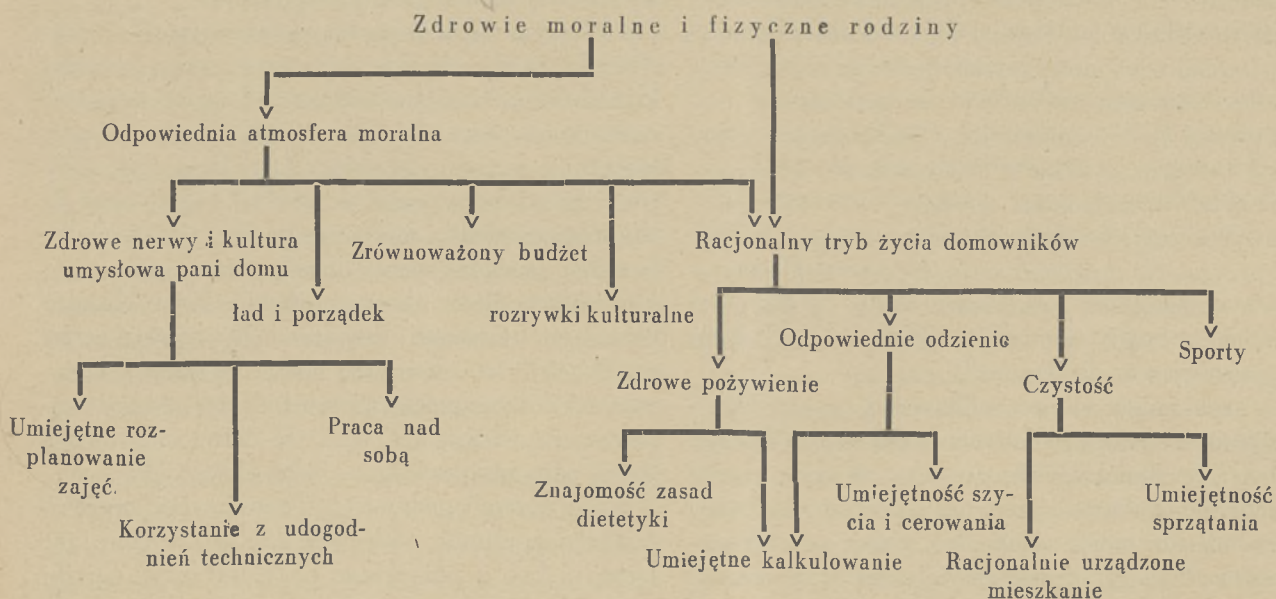 Zdrowie moralne i fizyczne rodziny
Odpowiednia atmosfera moralna
Zdrowe nerwy i kultura
umysłowa pani domu
Zrównoważony budżet
Racjonalny tryb życia domowników
ład i porządek
rozrywki kulturalne
Odpowiednie odzienie
Sporty
Zdrowe pożywienie
Czystość
Umiejętne roz-
planowanie
zajęć.
Praca nad
sobą
Korzystanie z udogod-
nień technicznych
Znajomość zasad
dietetyki
Umiejętność szy-
cia i cerowania
Umiejętność
sprzątania
Umiejętne kalkulowanie
Racjonalnie urządzone
mieszkanie